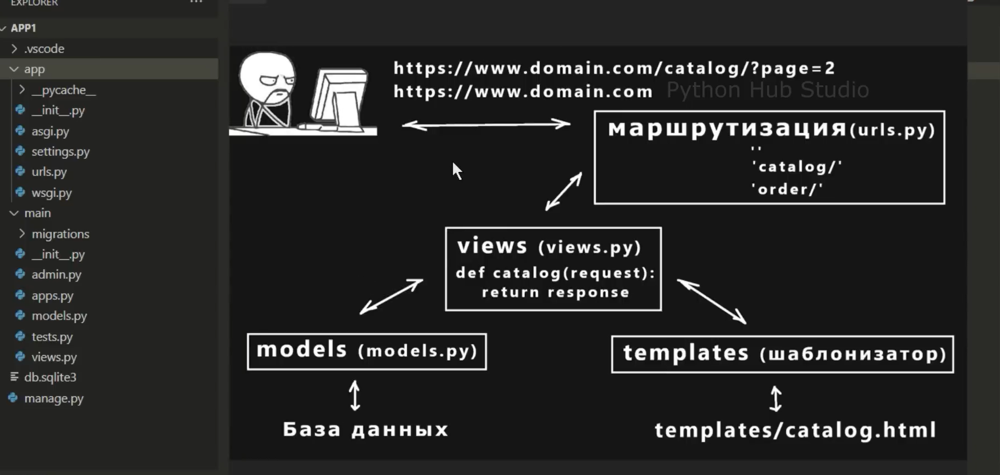 EXPLORER
APP1
.vscode
app
__pycache__
__init__.py
asgi.py
settings.py
urls.py
wsgi.py
main
migrations
__init__.py
admin.py
apps.py
models.py
tests.py
views.py
db.sqlite3
manage.py
https://www.domain.com/catalog/?page=2
https://www.domain.com
Python Hub Studio
маршрутизация(urls.py)
''
'catalog/'
'order/'
views (views.py)
def catalog(request):
return response
models (models.py)
templates (шаблонизатор)
База данных
templates/catalog.html